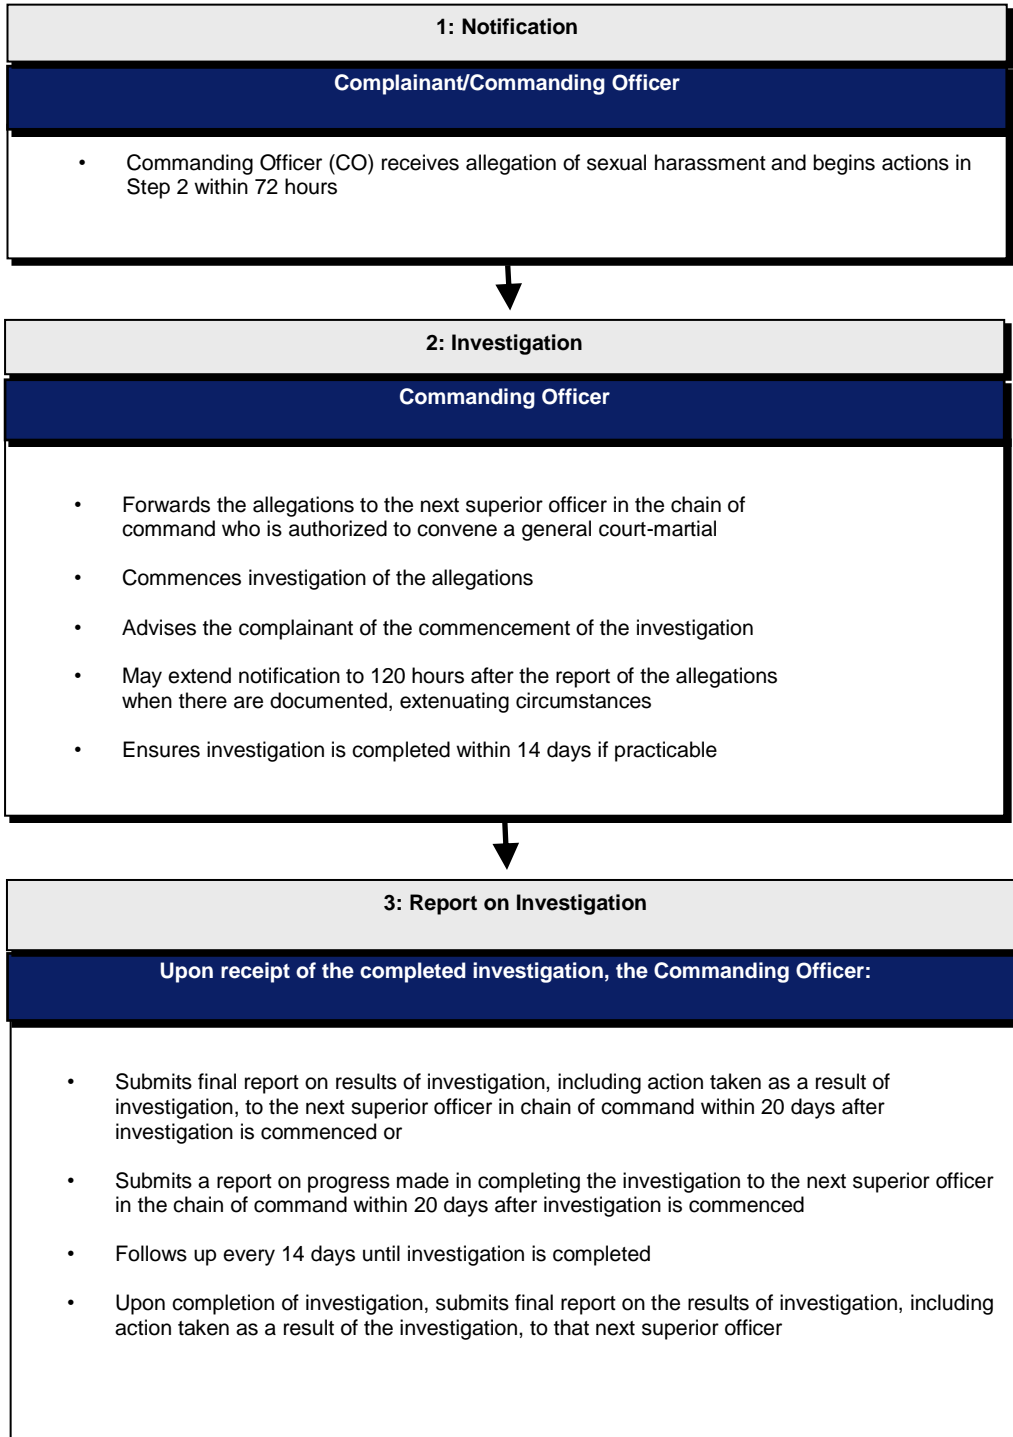 1: Notification
Complainant/Commanding Officer
• Commanding Officer (CO) receives allegation of sexual harassment and begins actions in
Step 2 within 72 hours
2: Investigation
Commanding Officer
• Forwards the allegations to the next superior officer in the chain of
command who is authorized to convene a general court-martial
• Commences investigation of the allegations
• Advises the complainant of the commencement of the investigation
• May extend notification to 120 hours after the report of the allegations
when there are documented, extenuating circumstances
• Ensures investigation is completed within 14 days if practicable
3: Report on Investigation
Upon receipt of the completed investigation, the Commanding Officer:
• Submits final report on results of investigation, including action taken as a result of
investigation, to the next superior officer in chain of command within 20 days after
investigation is commenced or
• Submits a report on progress made in completing the investigation to the next superior officer
in the chain of command within 20 days after investigation is commenced
• Follows up every 14 days until investigation is completed
• Upon completion of investigation, submits final report on the results of investigation, including
action taken as a result of the investigation, to that next superior officer